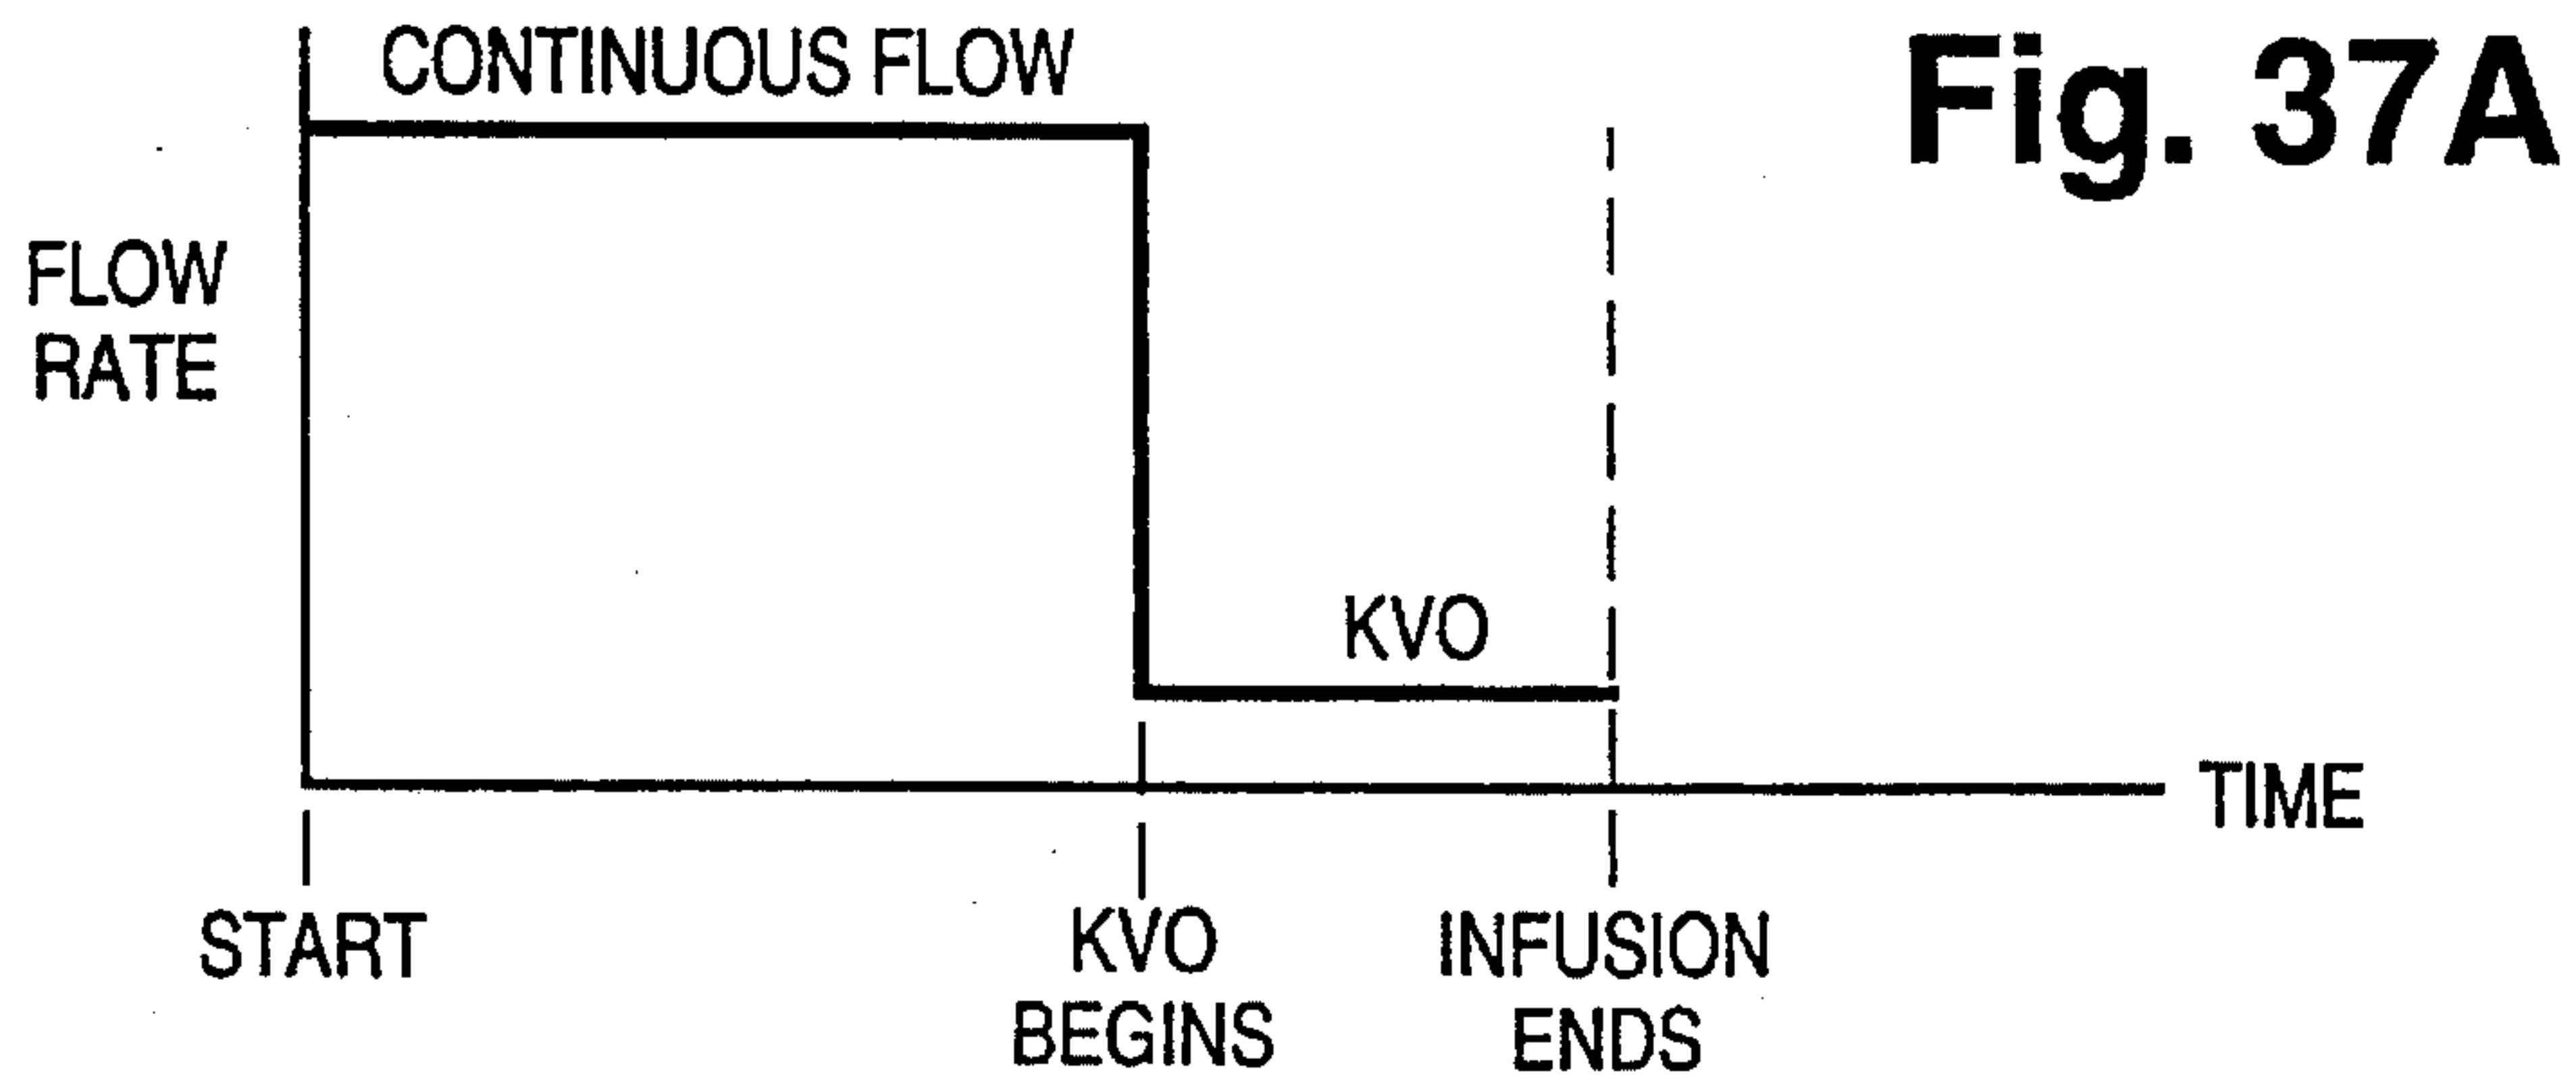 CONTINUOUS FLOW
Fig. 37A
FLOW
RATE
KVO
TIME
START
KVO
BEGINS
INFUSION
ENDS